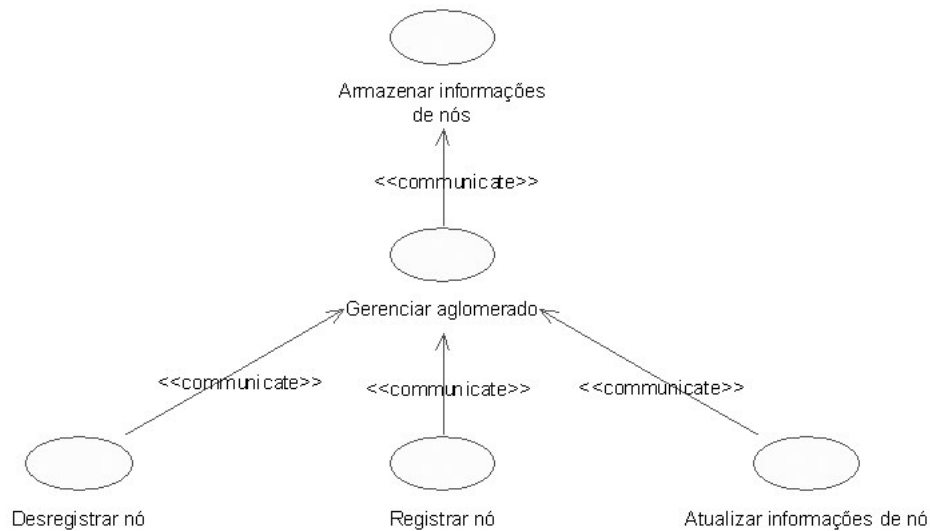 Armazenar informações
de nós
<<communicate>>
Gerenciar aglomerado
<<communicate>>
<<communicate>>
<<communicate>>
Desregistrar nó
Registrar nó
Atualizar informações de nó